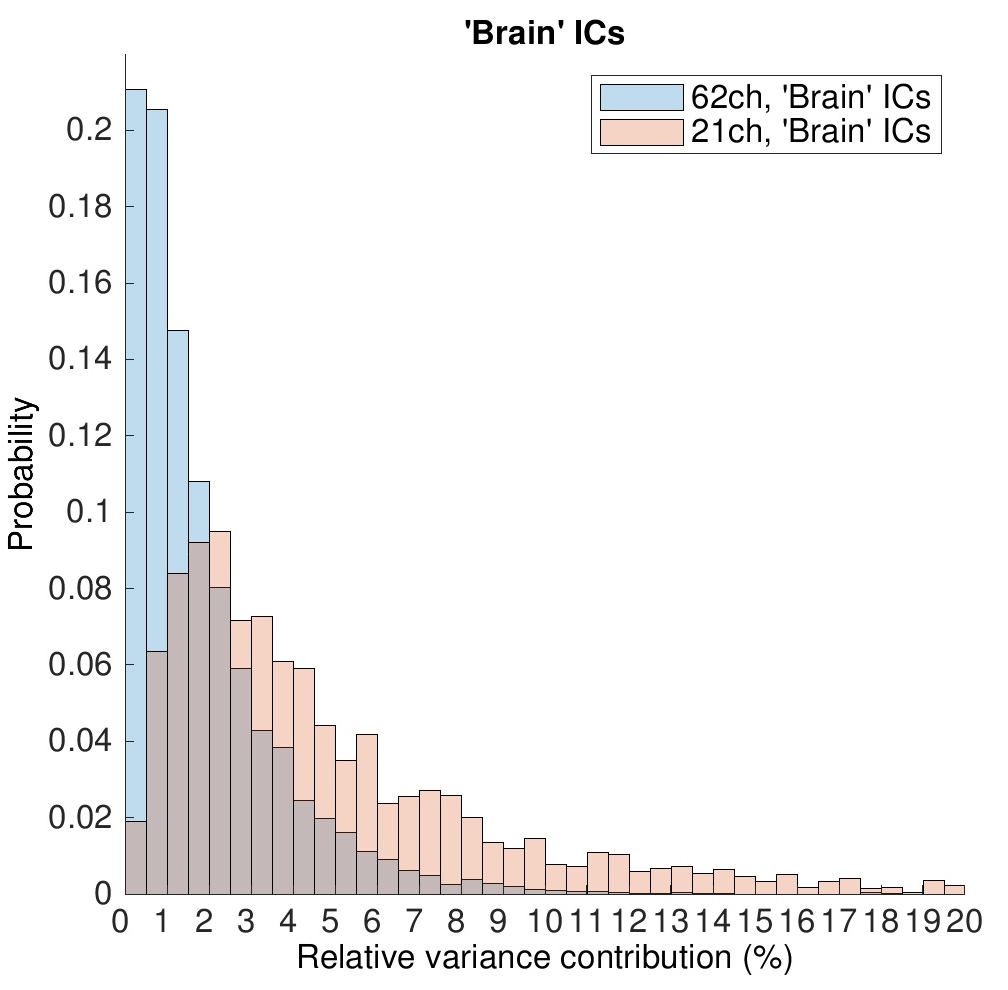 'Brain' ICs
62ch, 'Brain' ICs
21ch, 'Brain' ICs
Probability
0.2
0.18
0.16
0.14
0.12
0.1
0.08
0.06
0.04
0.02
0
0 1 2 3 4 5 6 7 8 9 10 11 12 13 14 15 16 17 18 19 20
Relative variance contribution (%)